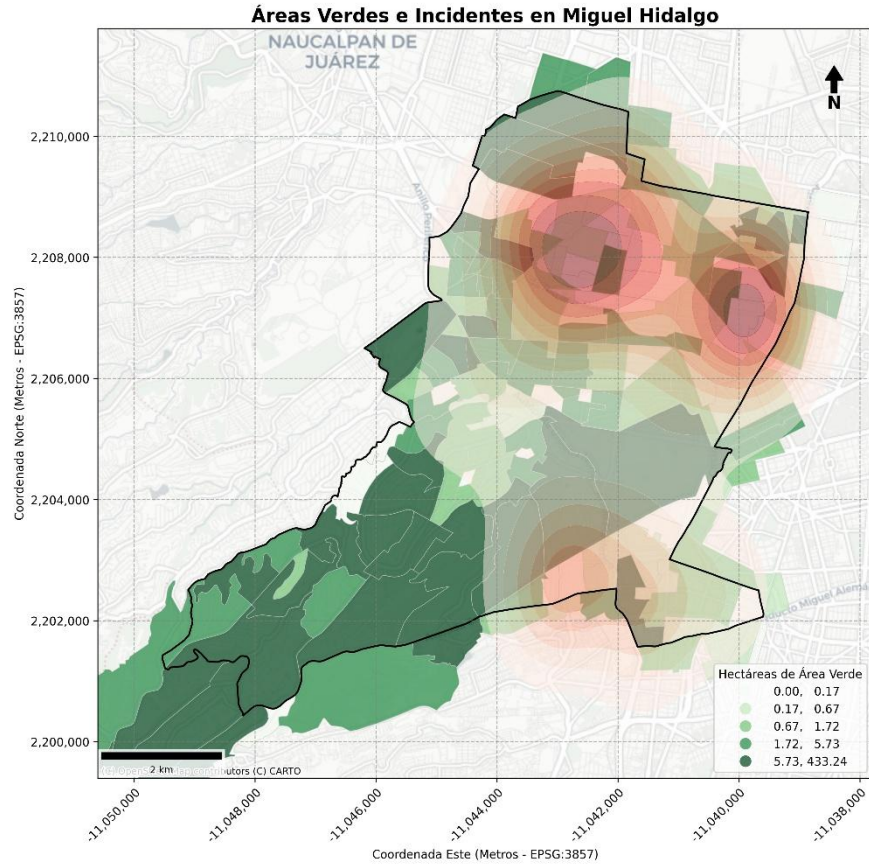 Áreas Verdes e Incidentes en Miguel Hidalgo
NAUCALPAN DE
JUÁREZ
N
Anillo
2,210,000
2,208,000
2,206,000
2,204,000
2,202,000
2,200,000
Coordenada Norte (Metros - EPSG:3857)
Miguel Alemá
Hectáreas de Área Verde
0.00, 0.17
0.17, 0.67
0.67, 1.72
1.72, 5.73
5.73, 433.24
2 km
(C) CARTO
-11,050,000
-11,048,000
-11,046,000
-11,044,000
-11,042,000
-11,040,000
-11,038,000
Coordenada Este (Metros - EPSG:3857)